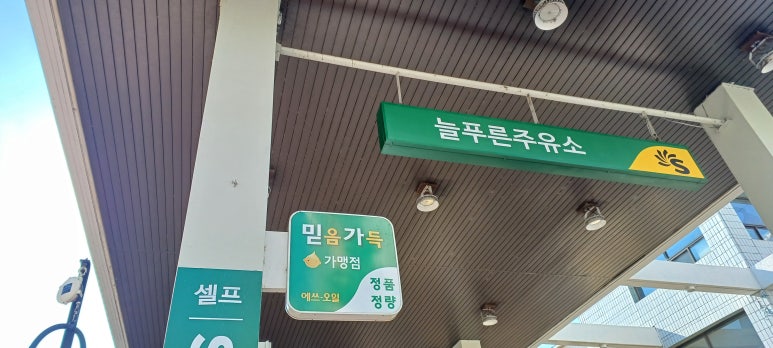 늘푸른주유소
S
믿음가득
가맹점
에쓰-오일
정품
정량
셀프
S